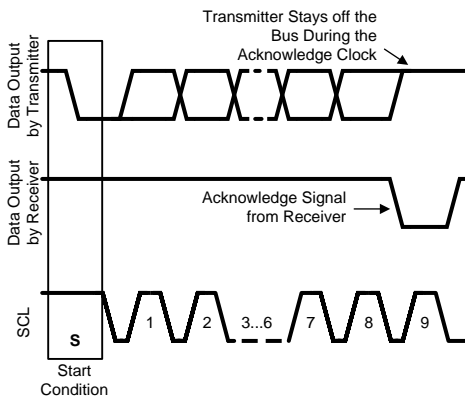 Transmitter Stays off the
Bus During the
Acknowledge Clock
Data Output
by Transmitter
Data Output
by Receiver
Acknowledge Signal
from Receiver
SCL
S
1
2
3...6
7
8
9
Start
Condition